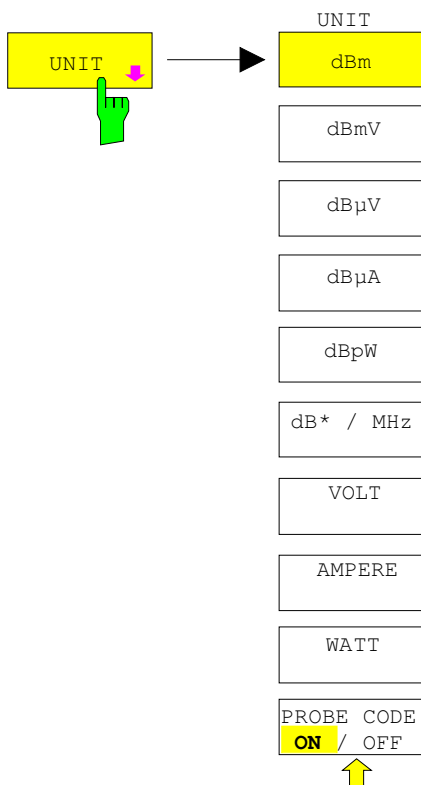 UNIT
UNIT
dBm
dBmV
dBµV
dBµA
dBpW
dB* / MHz
VOLT
AMPERE
WATT
PROBE CODE
ON / OFF